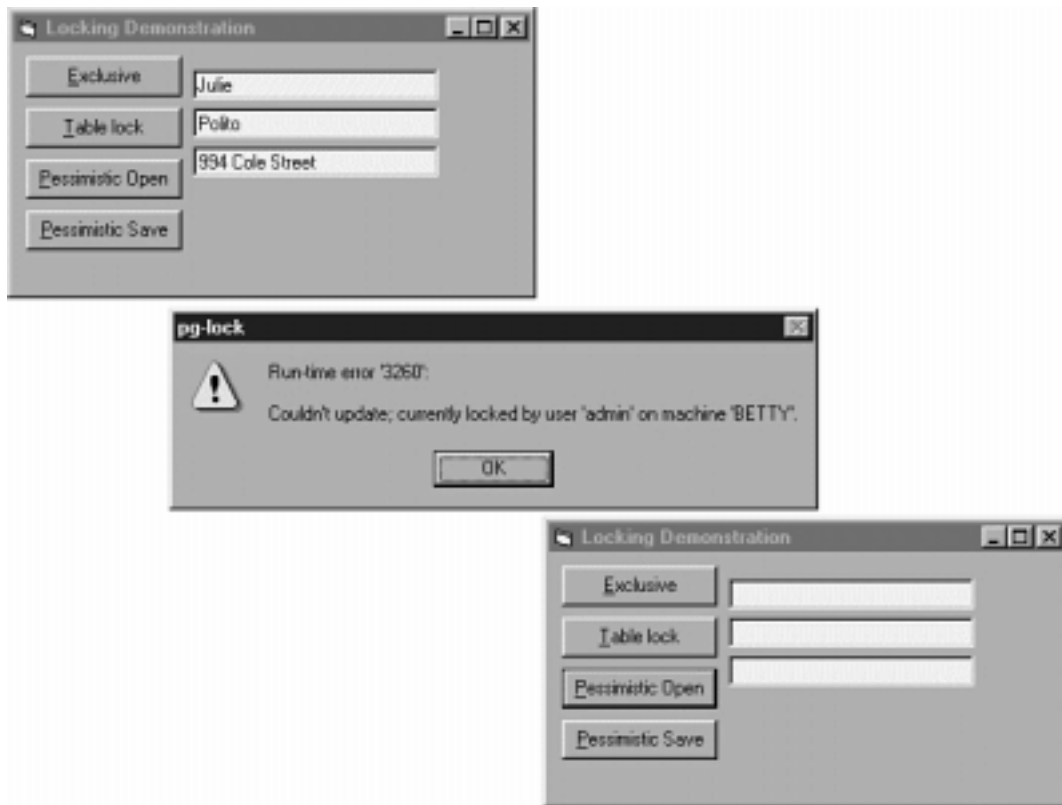 Locking Demonstration
Exclusive
Julie
Table lock
Polito
Pessimistic Open
994 Cole Street
Pessimistic Save
pg-lock
Run-time error '3260':
Couldn't update; currently locked by user 'admin' on machine 'BETTY'.
OK
Locking Demonstration
Exclusive
Table lock
Pessimistic Open
Pessimistic Save